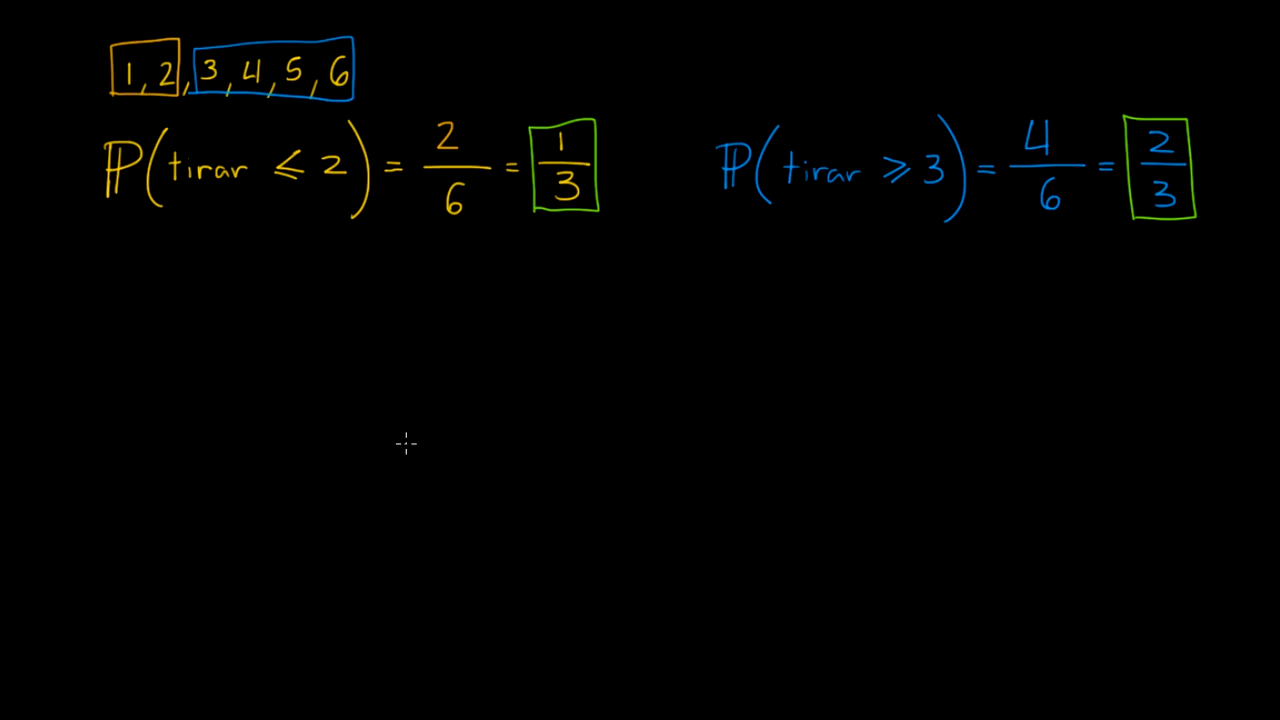 1, 2, 3, 4, 5, 6
ℙ(tirar ≤ 2) = 2/6 = 1/3
ℙ(tirar ≥ 3) = 4/6 = 2/3